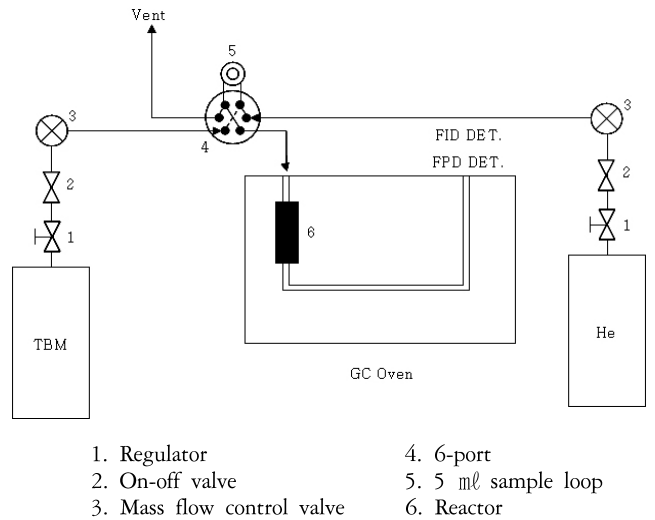 Vent
5
3
3
4
FID DET.
FPD DET.
2
2
1
1
6
TBM
He
GC Oven
1. Regulator
2. On-off valve
3. Mass flow control valve
4. 6-port
5. 5 ㎖ sample loop
6. Reactor